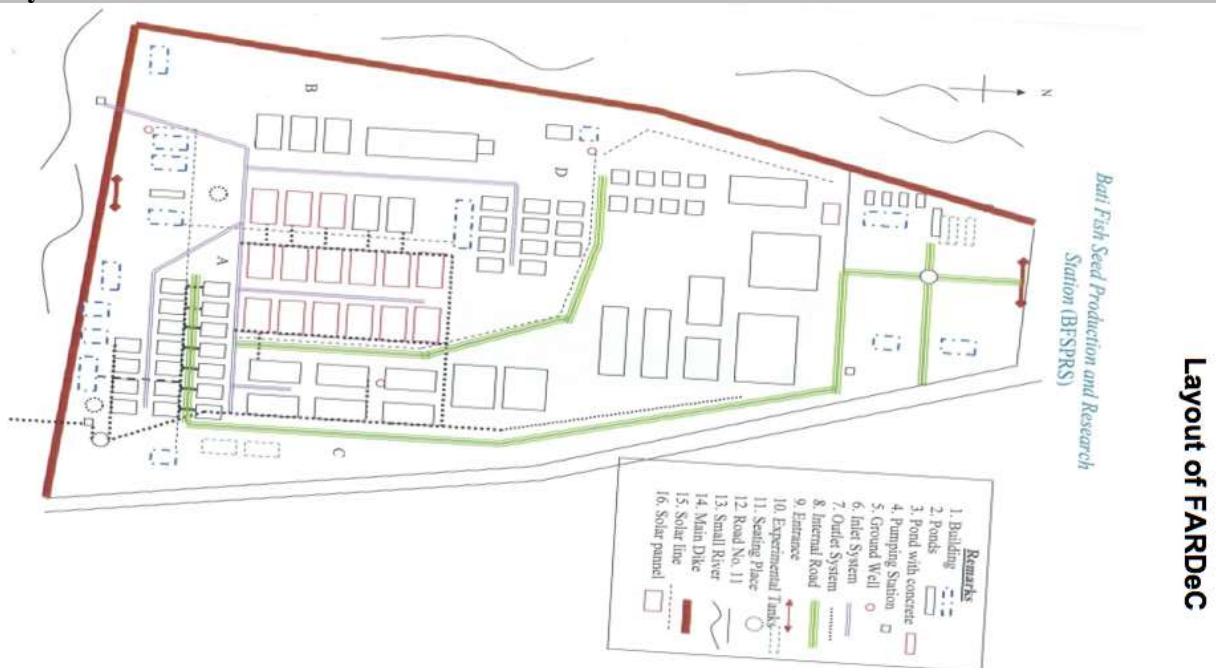 Layout of FARDeC
Bati Fish Seed Production and Research
Station (BFSPRS)
N
B
D
A
C
Remarks
1. Building
2. Ponds
3. Pond with concrete
4. Pumping Station
5. Ground Well
6. Inlet System
7. Outlet System
8. Internal Road
9. Entrance
10. Experimental Tanks
11. Seating Place
12. Road No. 11
13. Small River
14. Main Dike
15. Solar line
16. Solar pannel